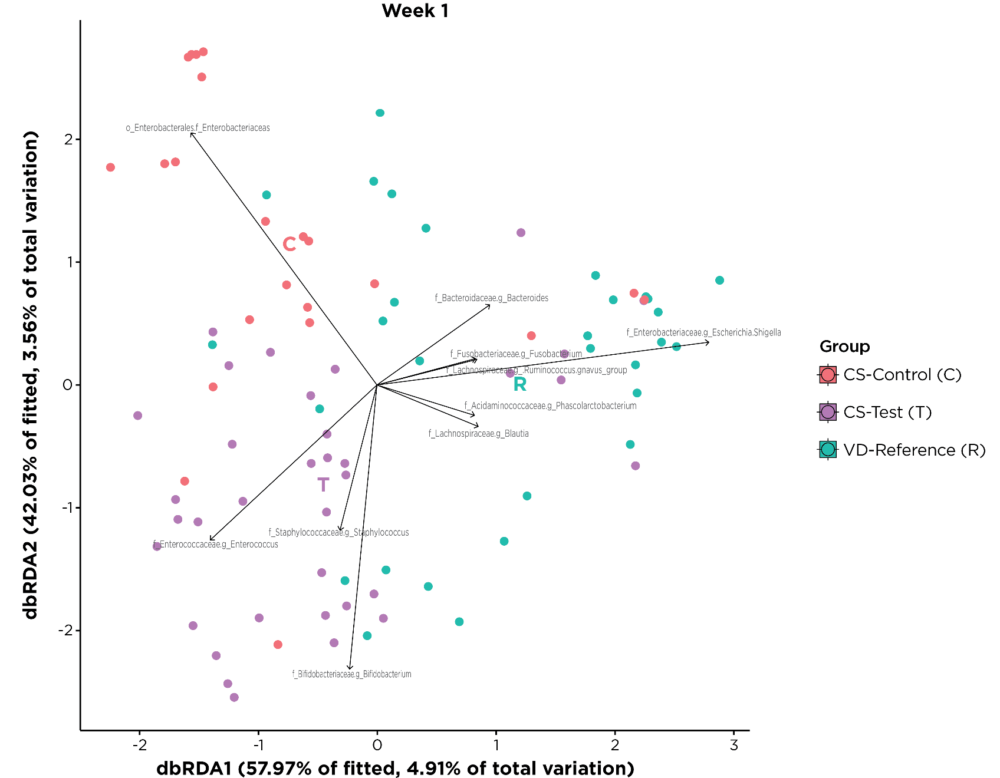 Week 1
dbRDA2 (42.03% of fitted, 3.56% of total variation)
2
1
0
-1
-2
o_Enterobacterales.f_Enterobacteriaceas
C
f_Bacteroidaceae.g_Bacteroides
f_Enterobacteriaceae.g_Escherichia.Shigella
f_Fusobacteriaceae.g_Fusobacterium
f_Lachnospiraceae.g_.Ruminococcus.gnavus_group
R
f_Acidaminococcaceae.g_Phascolarctobacterium
f_Lachnospiraceae.g_Blautia
T
f_Staphylococcaceae.g_Staphylococcus
f_Enterococcaceae.g_Enterococcus
f_Bifidobacteriaceae.g_Bifidobacterium
-2 -1 0 1 2 3
dbRDA1 (57.97% of fitted, 4.91% of total variation)
Group
CS-Control (C)
CS-Test (T)
VD-Reference (R)